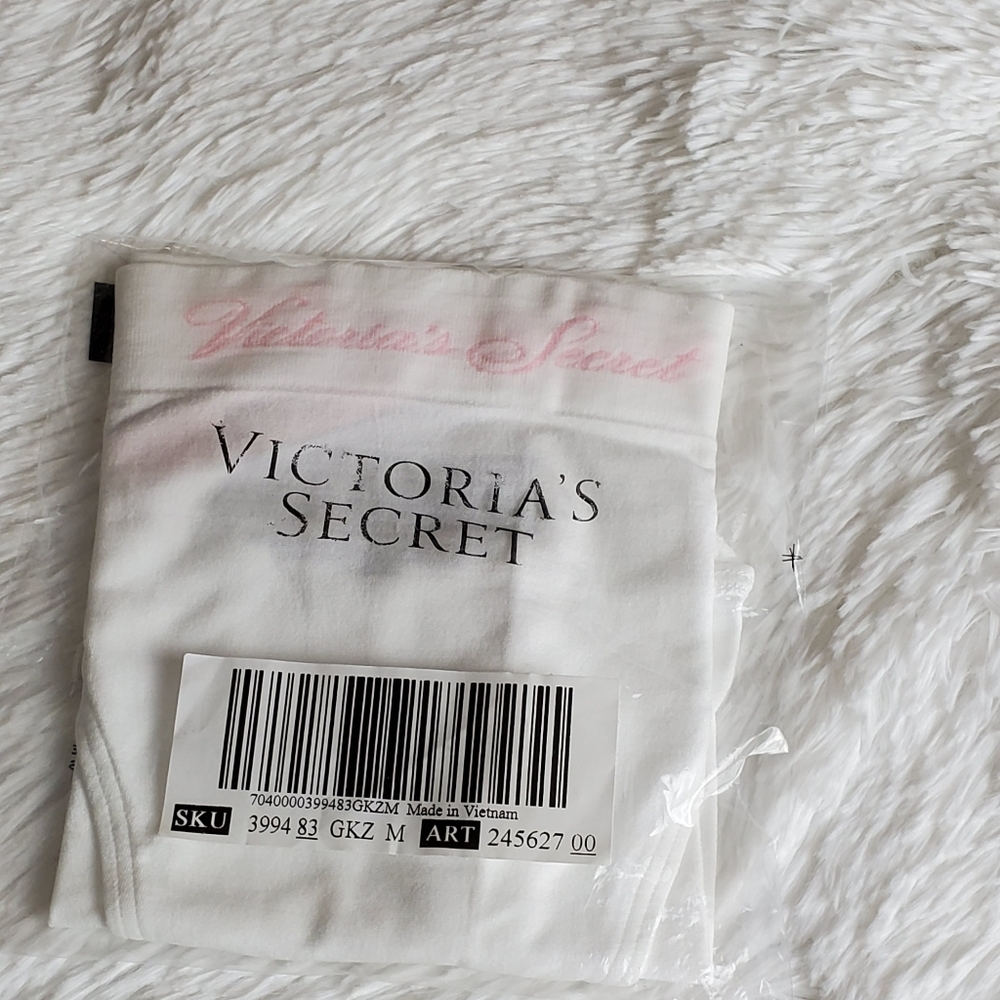 Victoria's Secret
VICTORIA'S
SECRET
7040000399483GKZM Made in Vietnam
SKU 3994 83 GKZ M ART 245627 00